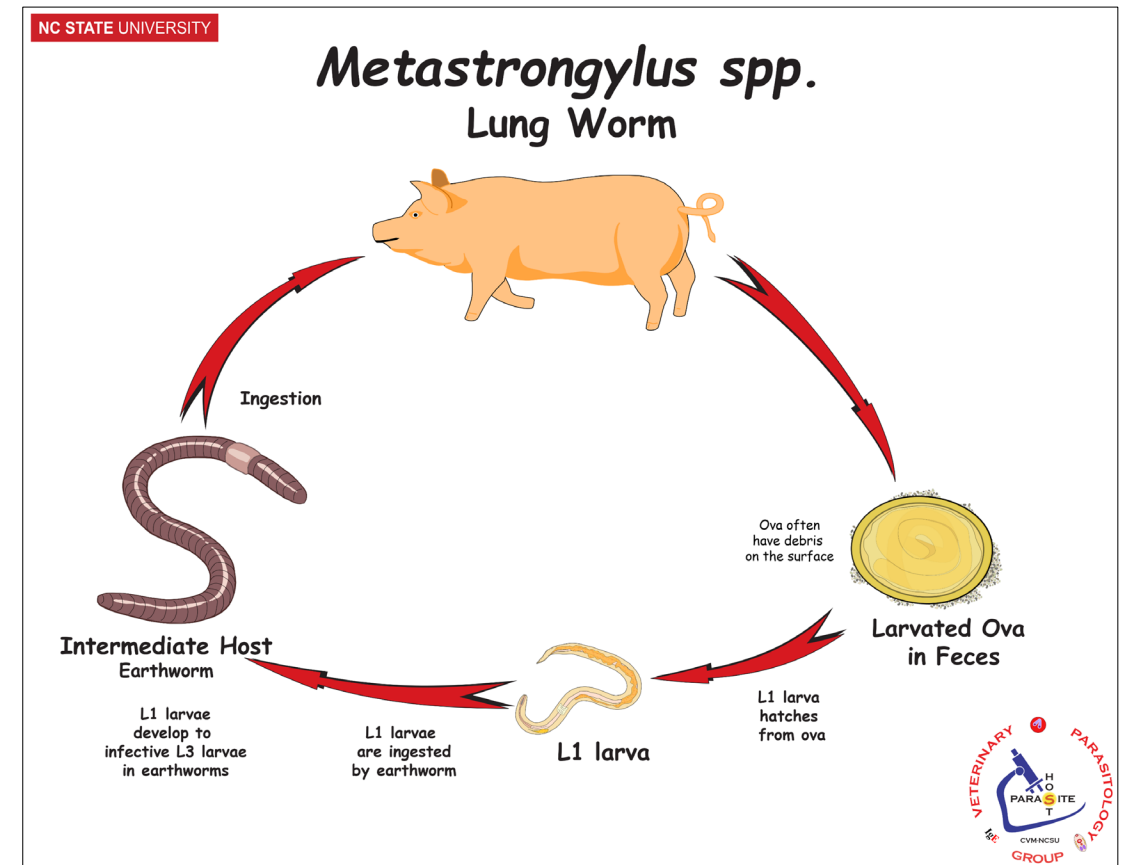 NC STATE UNIVERSITY
Metastrongylus spp.
Lung Worm
Ingestion
Ova often
have debris
on the surface
Larvated Ova
in Feces
L1 larva
hatches
from ova
L1 larva
L1 larvae
are ingested
by earthworm
Intermediate Host
Earthworm
L1 larvae
develop to
infective L3 larvae
in earthworms
VETERINARY PARASITOLOGY
HOST
PARASITE
IgE
CVM-NCSU
GROUP